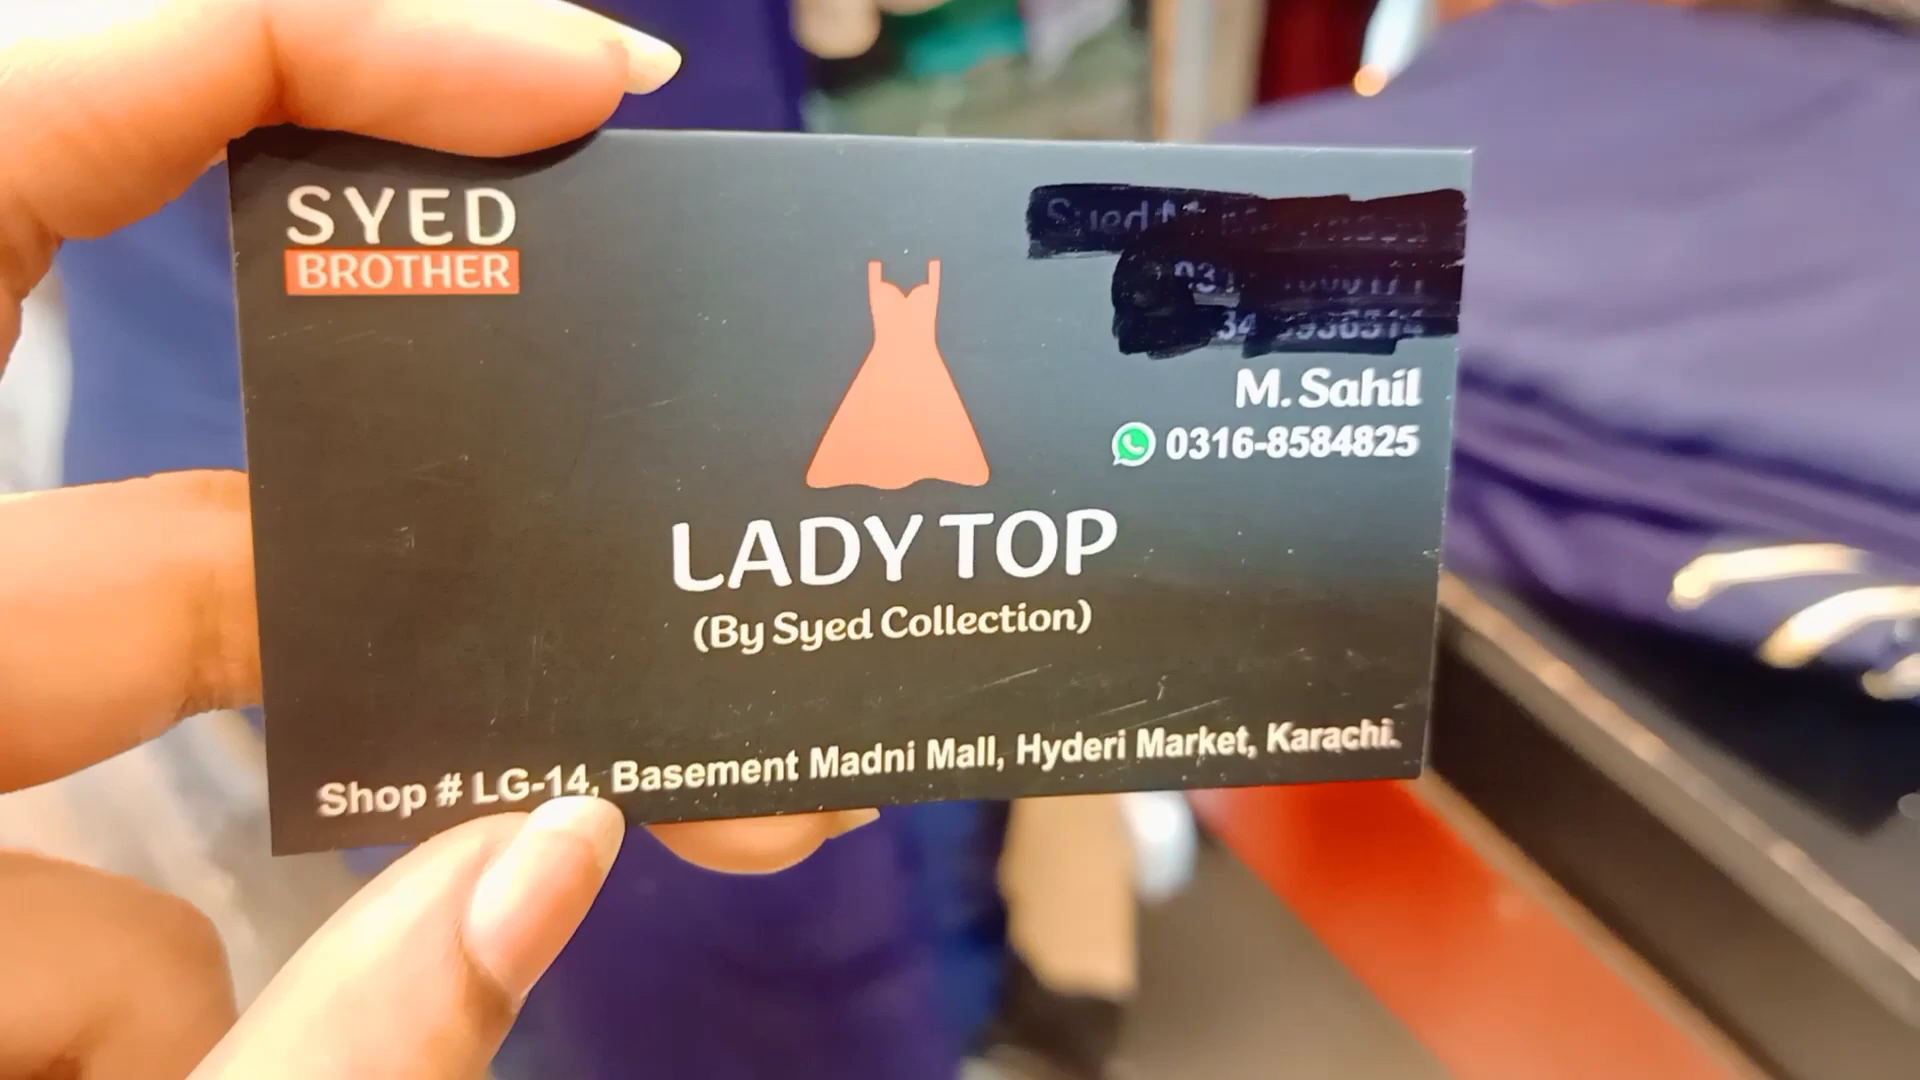 SYED
BROTHER
M. Sahil
0316-8584825
LADY TOP
(By Syed Collection)
Shop # LG-14, Basement Madni Mall, Hyderi Market, Karachi.